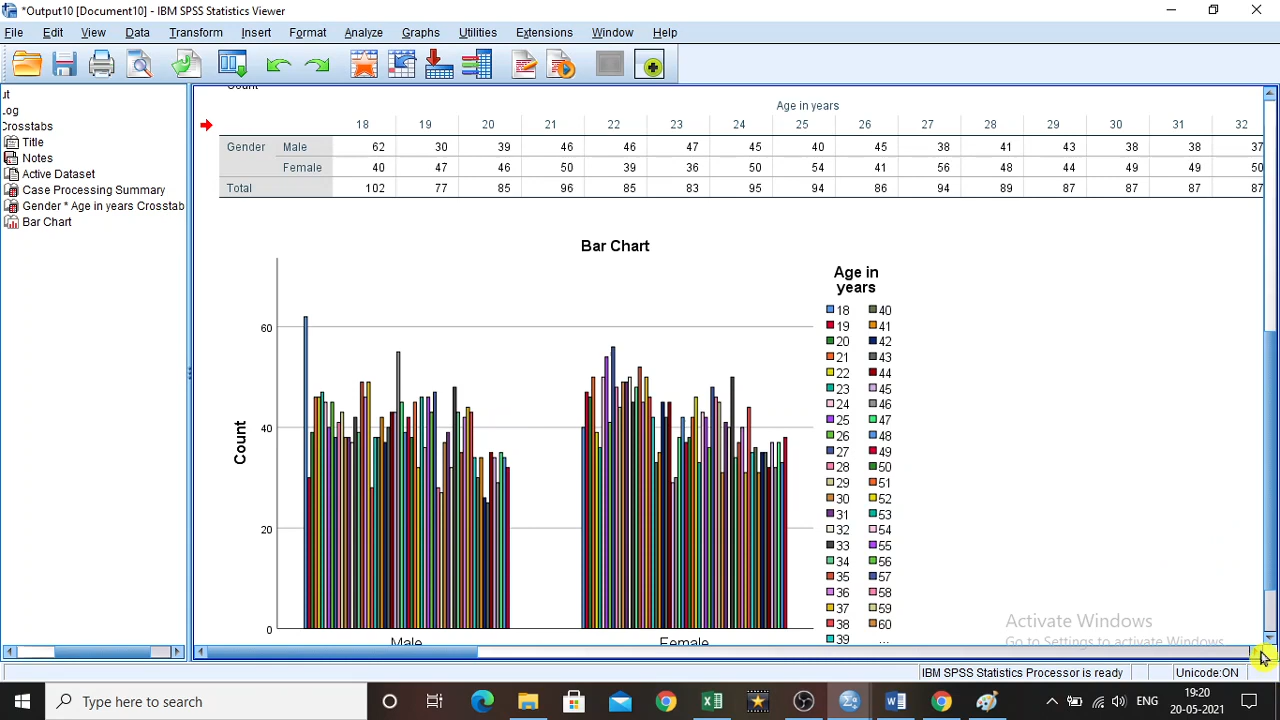 *Output10 [Document10] - IBM SPSS Statistics Viewer
File Edit View Data Transform Insert Format Analyze Graphs Utilities Extensions Window Help
ut
Log
Crosstabs
Title
Notes
Active Dataset
Case Processing Summary
Gender * Age in years Crosstab
Bar Chart
Count
Age in years
18 19 20 21 22 23 24 25 26 27 28 29 30 31 32
Gender Male 62 30 39 46 46 47 45 40 45 38 41 43 38 38 37
Female 40 47 46 50 39 36 50 54 41 56 48 44 49 49 50
Total 102 77 85 96 85 83 95 94 86 94 89 87 87 87 87
Bar Chart
Age in
years
18 40
19 41
20 42
21 43
22 44
23 45
24 46
25 47
26 48
27 49
28 50
29 51
30 52
31 53
32 54
33 55
34 56
35 57
36 58
37 59
38 60
39 ...
Count
60
40
20
0
Male Female
Activate Windows
Go to Settings to activate Windows.
IBM SPSS Statistics Processor is ready Unicode:ON
Type here to search
ENG
19:20
20-05-2021